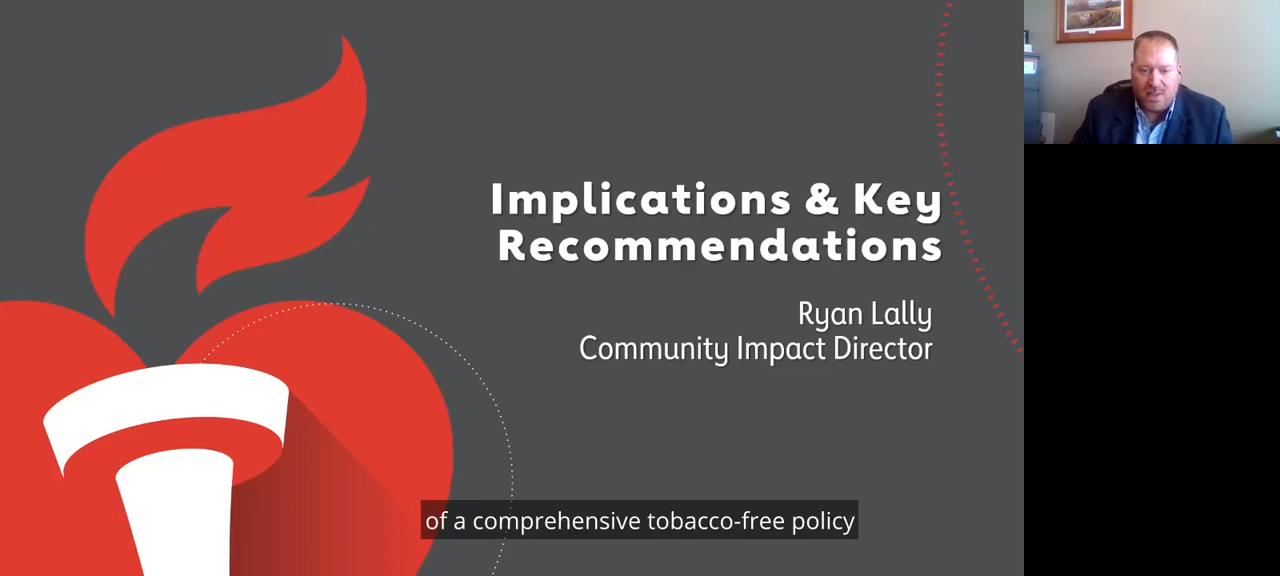 Implications & Key
Recommendations
Ryan Lally
Community Impact Director
of a comprehensive tobacco-free policy